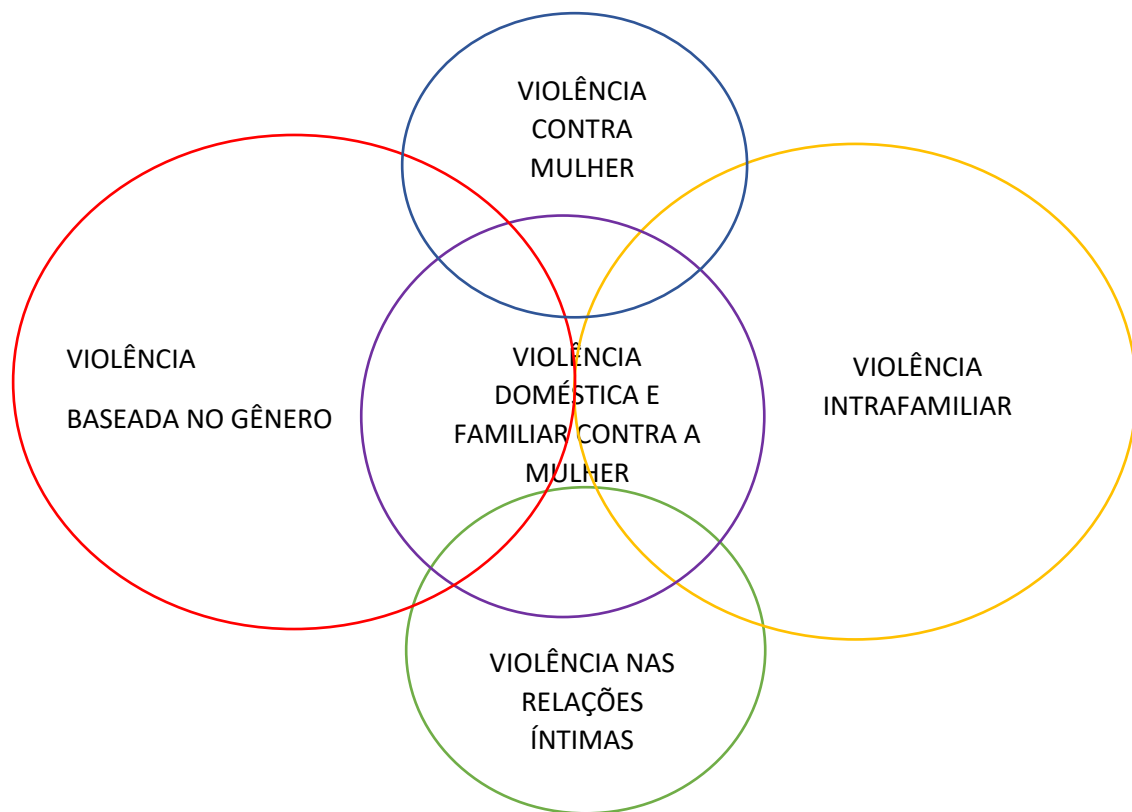 VIOLÊNCIA
CONTRA
MULHER
VIOLÊNCIA
BASEADA NO GÊNERO
VIOLÊNCIA
DOMÉSTICA E
FAMILIAR CONTRA A
MULHER
VIOLÊNCIA
INTRAFAMILIAR
VIOLÊNCIA NAS
RELAÇÕES
ÍNTIMAS